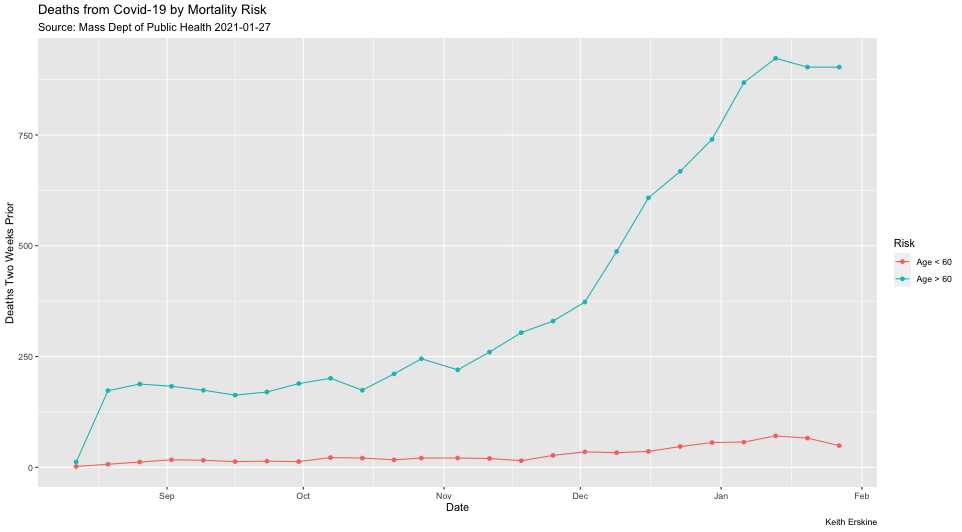 Deaths from Covid-19 by Mortality Risk
Source: Mass Dept of Public Health 2021-01-27
Deaths Two Weeks Prior
750
500
250
0
Sep Oct Nov Dec Jan Feb
Date
Risk
Age < 60
Age > 60
Keith Erskine